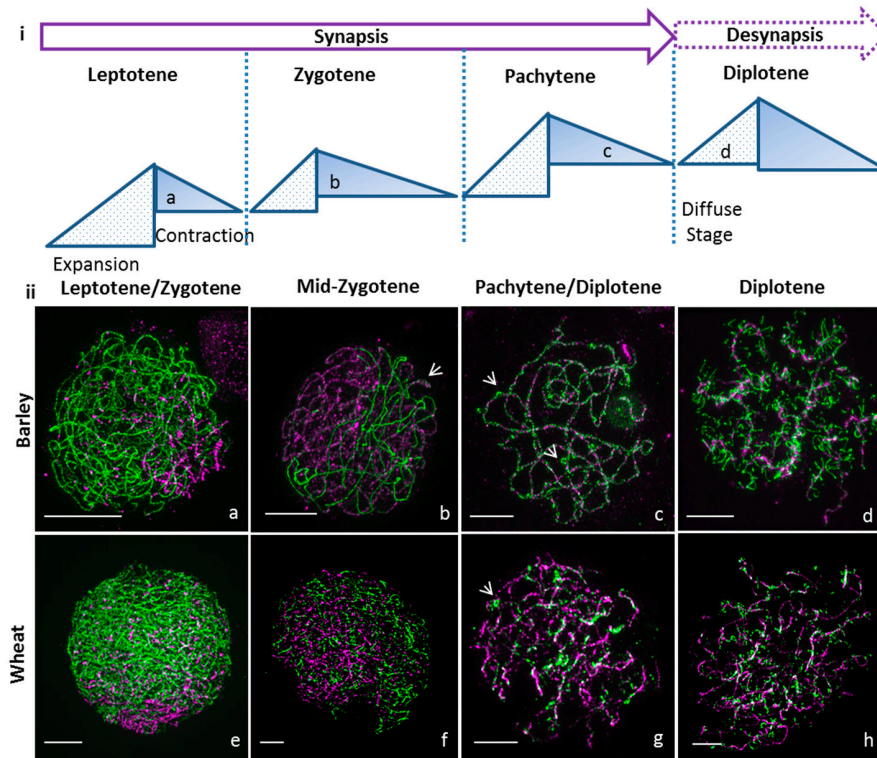 i
Synapsis
Desynapsis
Leptotene
Zygotene
Pachytene
Diplotene
a
b
c
d
Contraction
Expansion
Diffuse
Stage
ii
Leptotene/Zygotene
Mid-Zygotene
Pachytene/Diplotene
Diplotene
Barley
a
b
c
d
Wheat
e
f
g
h